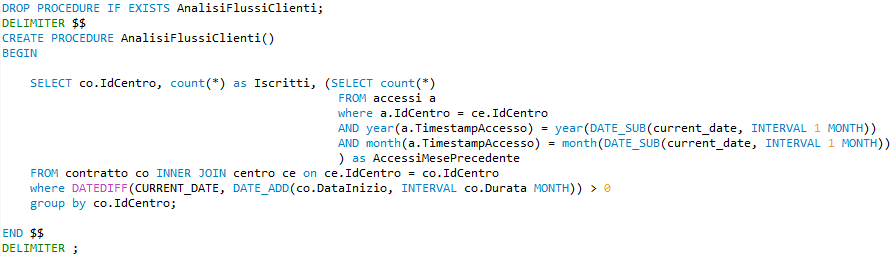 DROP PROCEDURE IF EXISTS AnalisiFlussiClienti;
DELIMITER $$
CREATE PROCEDURE AnalisiFlussiClienti()
BEGIN
SELECT co.IdCentro, count(*) as Iscritti, (SELECT count(*)
FROM accessi a
where a.IdCentro = ce.IdCentro
AND year(a.TimestampAccesso) = year(DATE_SUB(current_date, INTERVAL 1 MONTH))
AND month(a.TimestampAccesso) = month(DATE_SUB(current_date, INTERVAL 1 MONTH))
) as AccessiMesePrecedente
FROM contratto co INNER JOIN centro ce on ce.IdCentro = co.IdCentro
where DATEDIFF(CURRENT_DATE, DATE_ADD(co.DataInizio, INTERVAL co.Durata MONTH)) > 0
group by co.IdCentro;
END $$
DELIMITER ;